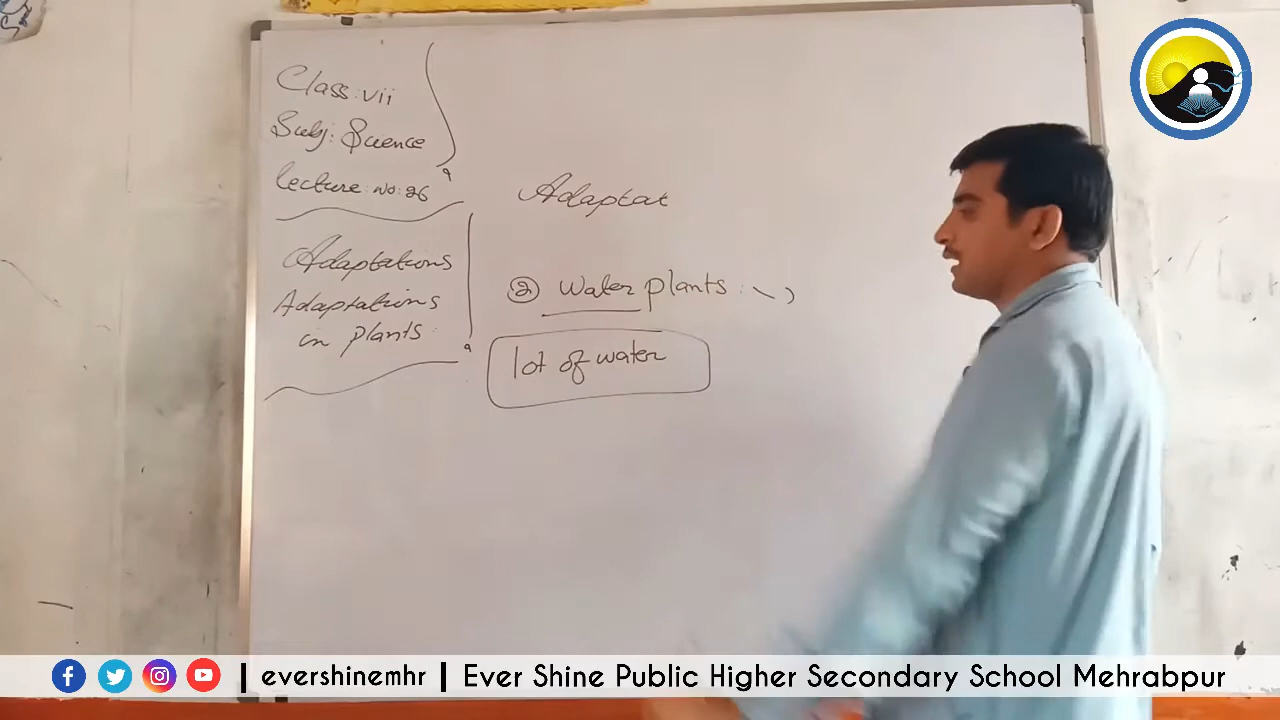 Class: vii
Subj: Science
lecture: no: 26
Adaptations
Adaptations
in plants:
Adaptat
② Water plants:
lot of water
| evershinemhr | Ever Shine Public Higher Secondary School Mehrabpur